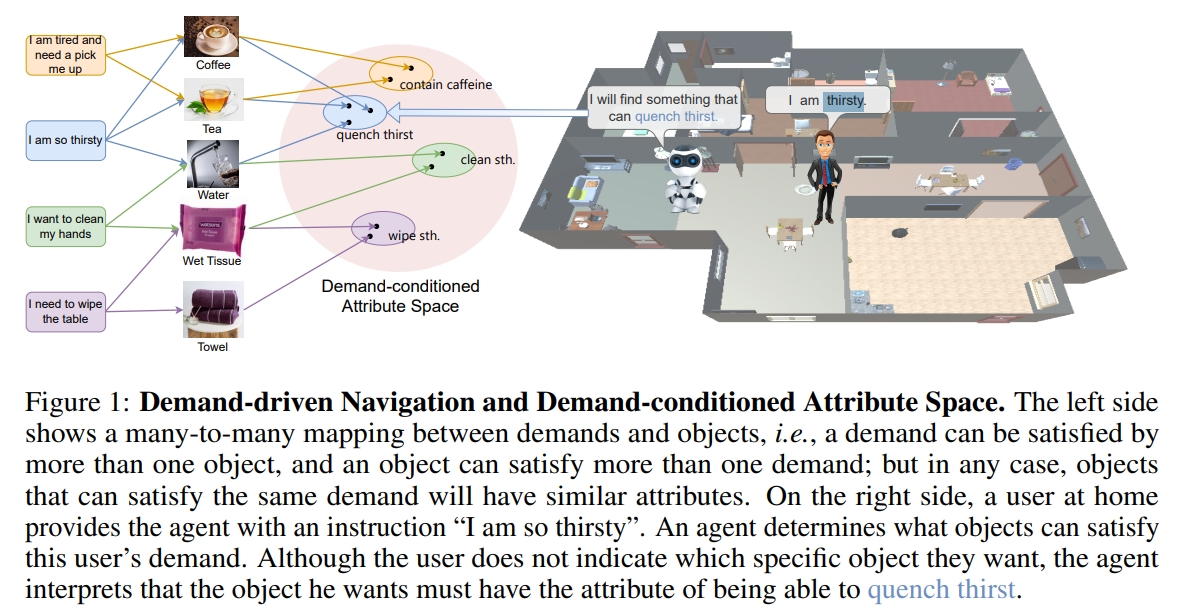 I am tired and
need a pick
me up
I am so thirsty
I want to clean
my hands
I need to wipe
the table
Coffee
Tea
Water
Wet Tissue
Towel
contain caffeine
quench thirst
clean sth.
wipe sth.
Demand-conditioned
Attribute Space
I will find something that
can quench thirst.
I am thirsty.
Figure 1: Demand-driven Navigation and Demand-conditioned Attribute Space. The left side
shows a many-to-many mapping between demands and objects, i.e., a demand can be satisfied by
more than one object, and an object can satisfy more than one demand; but in any case, objects
that can satisfy the same demand will have similar attributes. On the right side, a user at home
provides the agent with an instruction “I am so thirsty”. An agent determines what objects can satisfy
this user’s demand. Although the user does not indicate which specific object they want, the agent
interprets that the object he wants must have the attribute of being able to quench thirst.